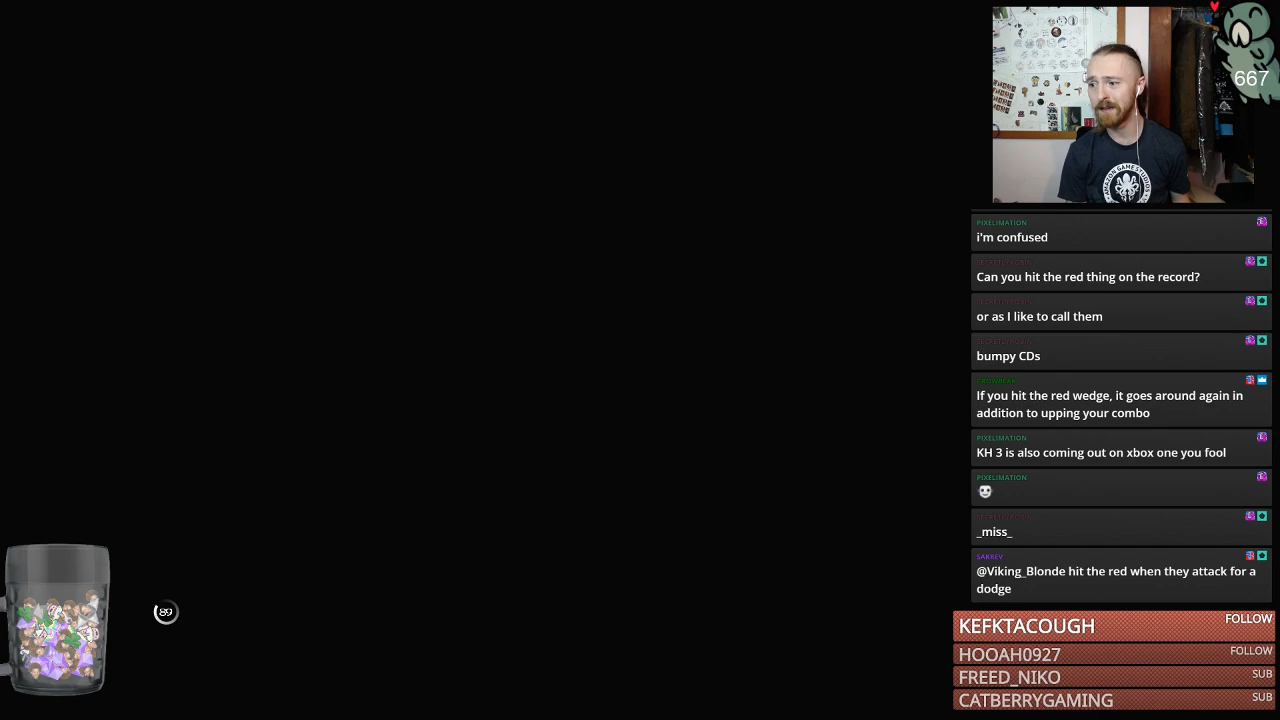 667
PIXELIMATION
i'm confused
Can you hit the red thing on the record?
or as I like to call them
bumpy CDs
If you hit the red wedge, it goes around again in
addition to upping your combo
PIXELIMATION
KH 3 is also coming out on xbox one you fool
PIXELIMATION
_miss_
@Viking_Blonde hit the red when they attack for a
dodge
KEFKTACOUGH FOLLOW
HOOAH0927 FOLLOW
FREED_NIKO SUB
CATBERRYGAMING SUB
89